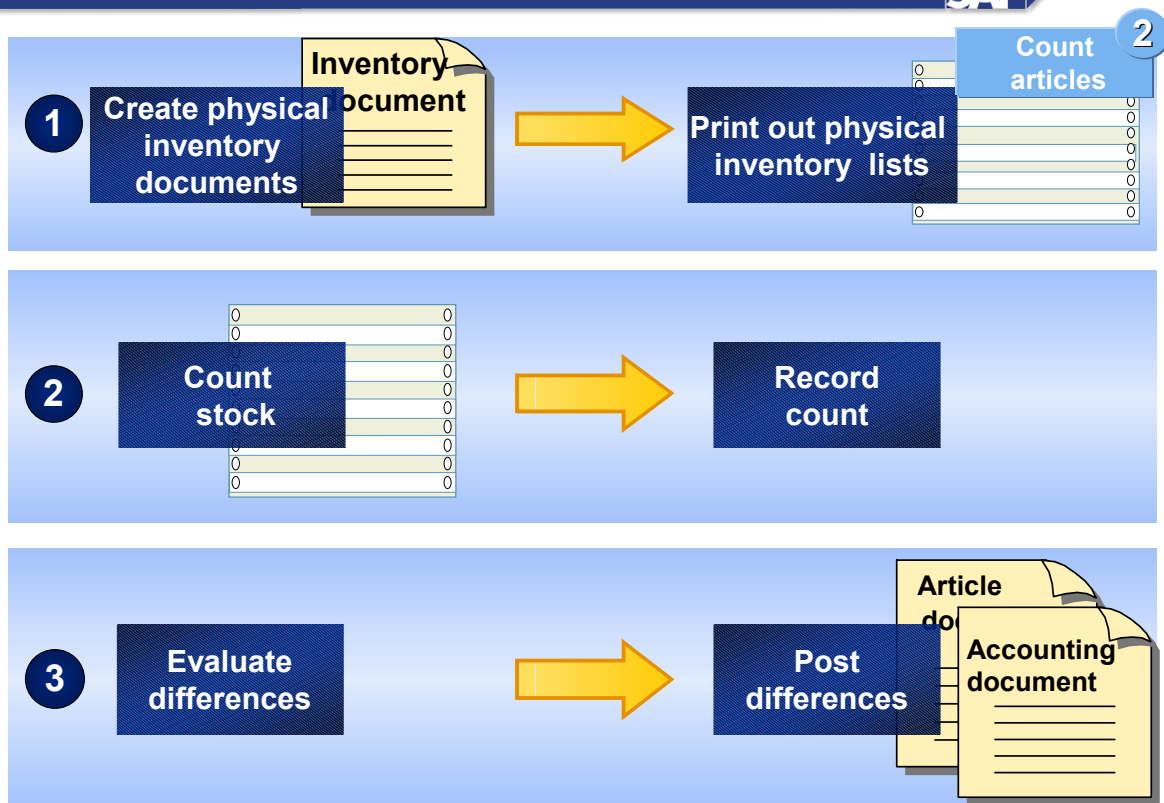 2
Count
articles
Inventory
document
1
Create physical
inventory
documents
Print out physical
inventory lists
2
Count
stock
Record
count
3
Evaluate
differences
Post
differences
Article
Accounting
document